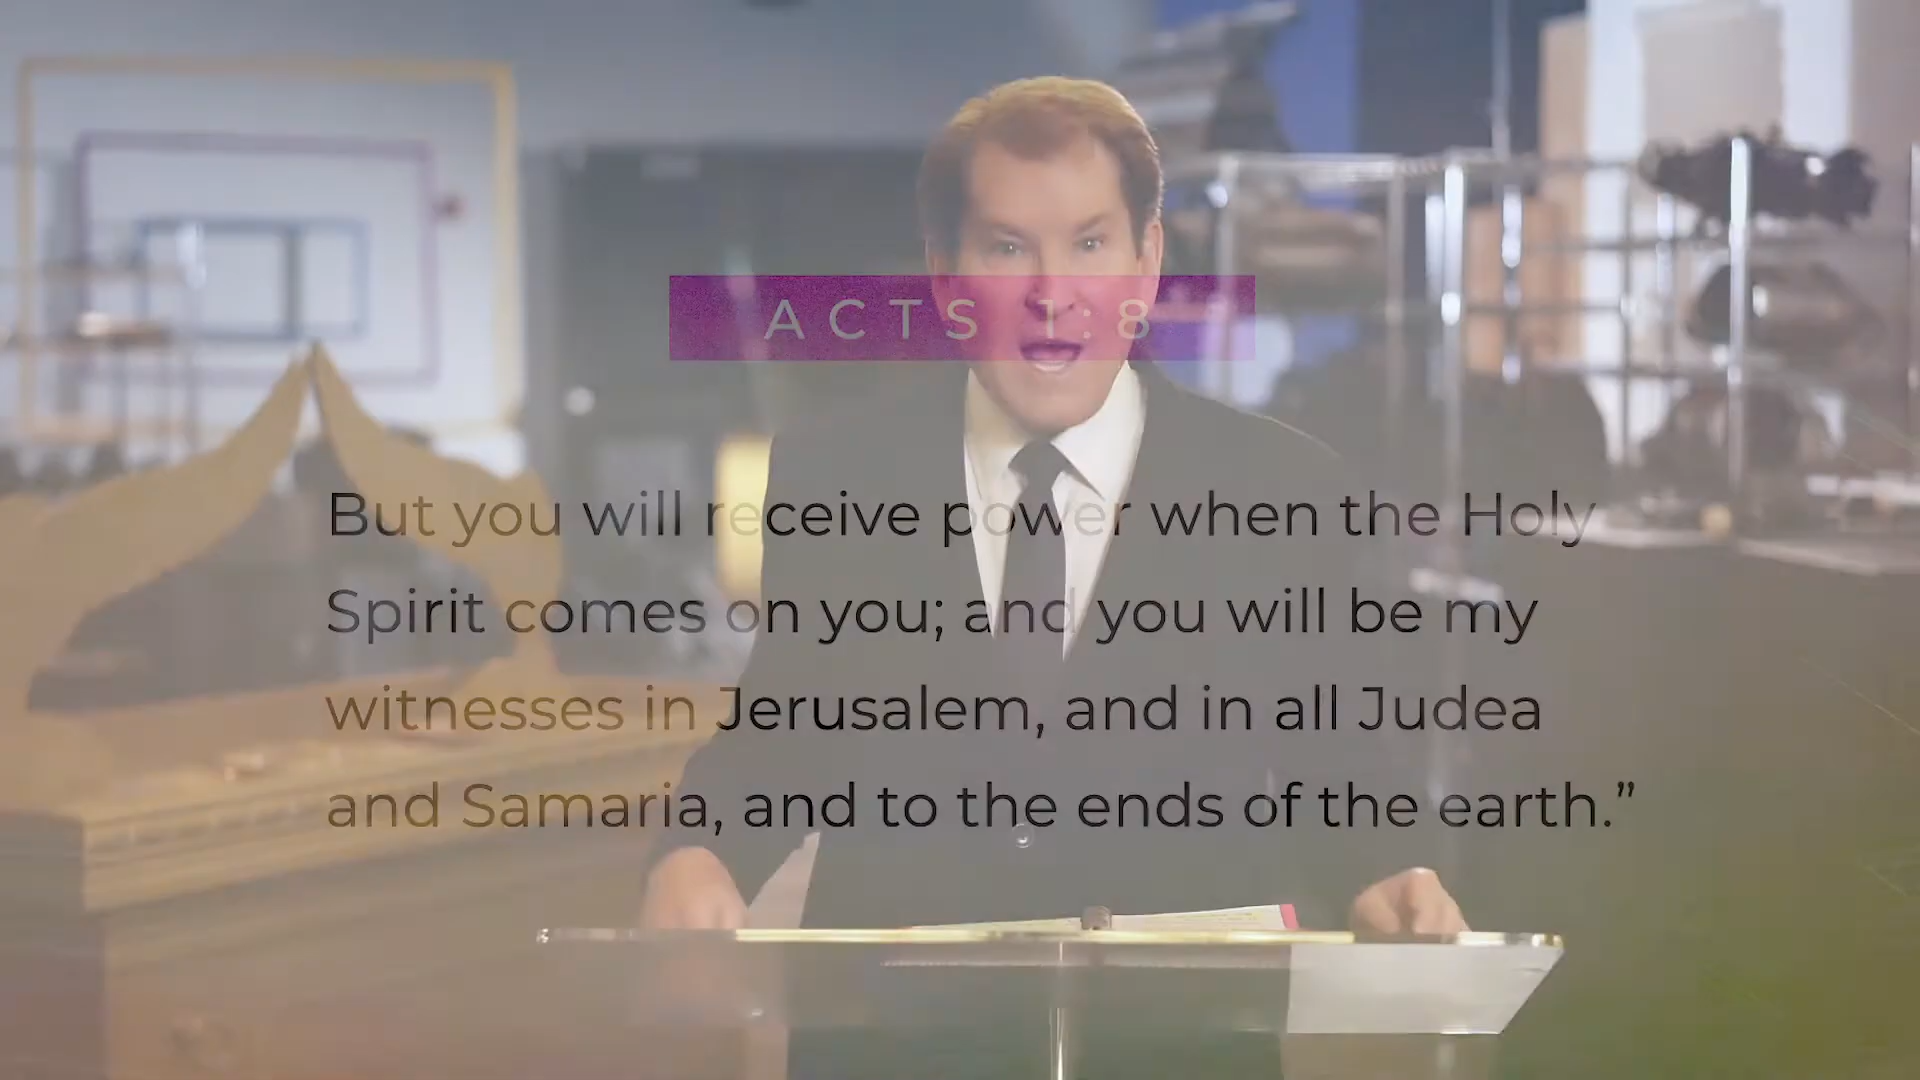 ACTS 1:8
But you will receive power when the Holy
Spirit comes on you; and you will be my
witnesses in Jerusalem, and in all Judea
and Samaria, and to the ends of the earth.”